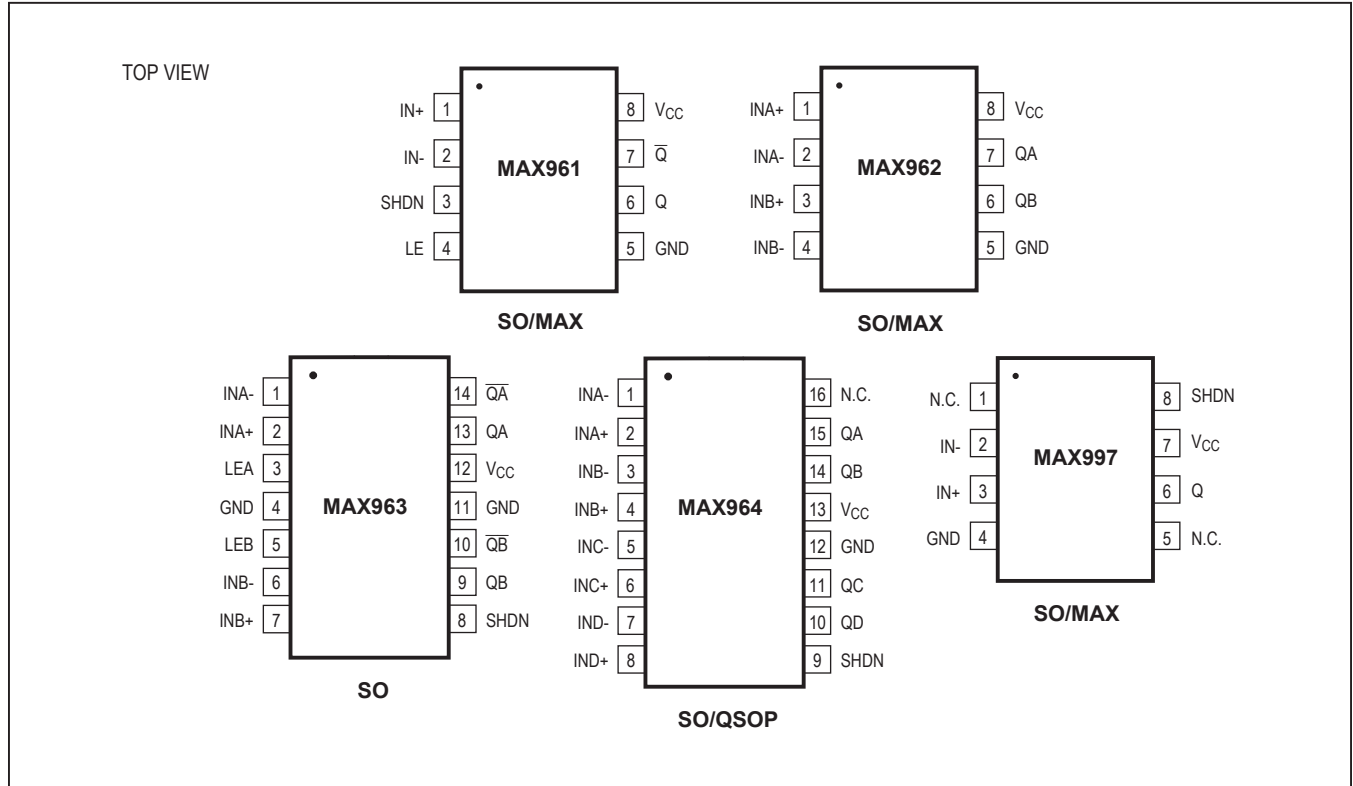 TOP VIEW
IN+ 1
IN- 2
SHDN 3
LE 4
MAX961
8 VCC
7 Q̅
6 Q
5 GND
SO/MAX
INA+ 1
INA- 2
INB+ 3
INB- 4
MAX962
8 VCC
7 QA
6 QB
5 GND
SO/MAX
INA- 1
INA+ 2
LEA 3
GND 4
LEB 5
INB- 6
INB+ 7
MAX963
14 Q̅A̅
13 QA
12 VCC
11 GND
10 Q̅B̅
9 QB
8 SHDN
SO
INA- 1
INA+ 2
INB- 3
INB+ 4
INC- 5
INC+ 6
IND- 7
IND+ 8
MAX964
16 N.C.
15 QA
14 QB
13 VCC
12 GND
11 QC
10 QD
9 SHDN
SO/QSOP
N.C. 1
IN- 2
IN+ 3
GND 4
MAX997
8 SHDN
7 VCC
6 Q
5 N.C.
SO/MAX